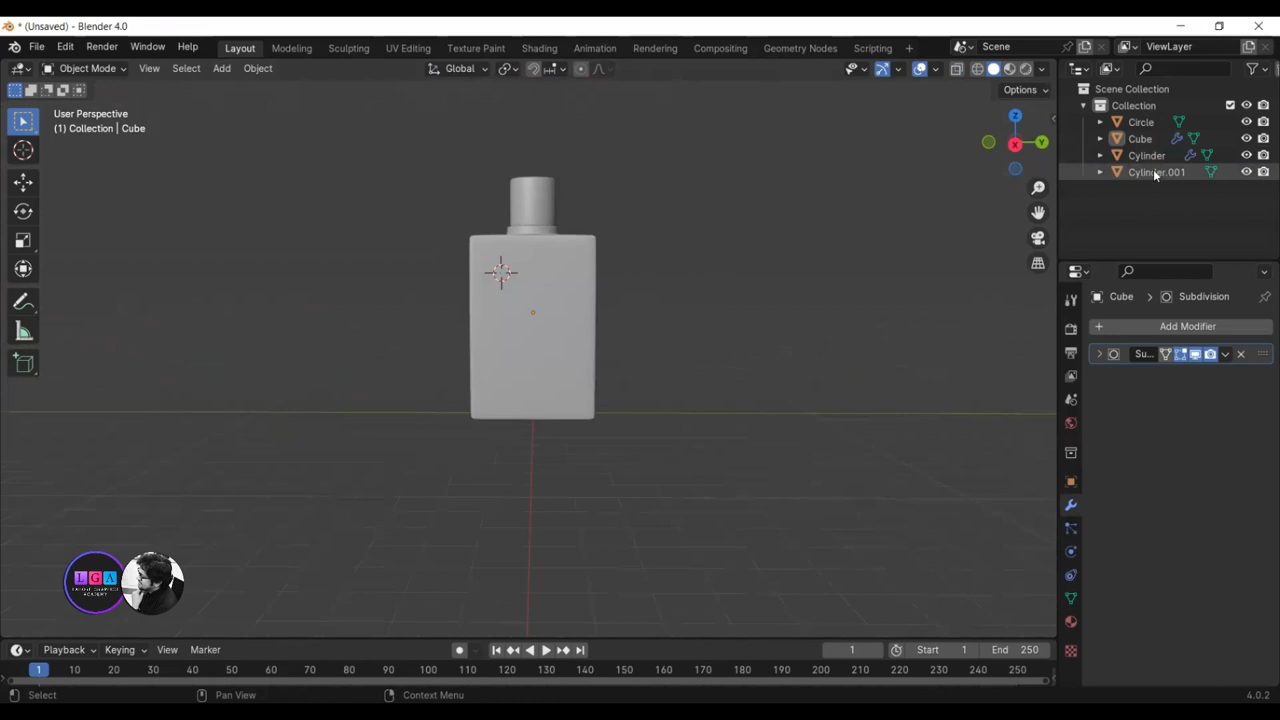 * (Unsaved) - Blender 4.0
File Edit Render Window Help Layout Modeling Sculpting UV Editing Texture Paint Shading Animation Rendering Compositing Geometry Nodes Scripting + Scene ViewLayer
Object Mode View Select Add Object Global
Options
User Perspective
(1) Collection | Cube
Z
Y
X
Scene Collection
Collection
Circle
Cube
Cylinder
Cylinder.001
Cube > Subdivision
+ Add Modifier
Su...
LGA
Playback Keying View Marker 1 Start 1 End 250
1 10 20 30 40 50 60 70 80 90 100 110 120 130 140 150 160 170 180 190 200 210 220 230 240 250
Select Pan View Context Menu 4.0.2